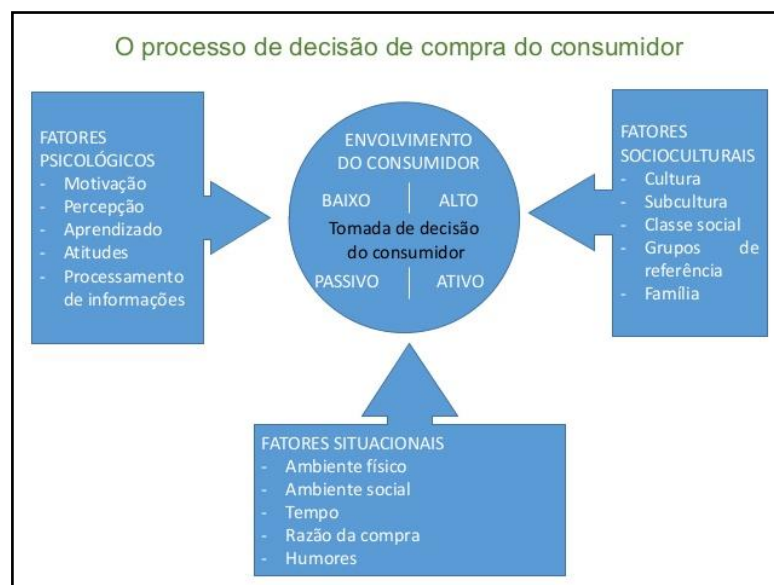 O processo de decisão de compra do consumidor
FATORES
PSICOLÓGICOS
- Motivação
- Percepção
- Aprendizado
- Atitudes
- Processamento
de informações
ENVOLVIMENTO
DO CONSUMIDOR
BAIXO ALTO
Tomada de decisão
do consumidor
PASSIVO ATIVO
FATORES
SOCIOCULTURAIS
- Cultura
- Subcultura
- Classe social
- Grupos de
referência
- Família
FATORES SITUACIONAIS
- Ambiente físico
- Ambiente social
- Tempo
- Razão da compra
- Humores